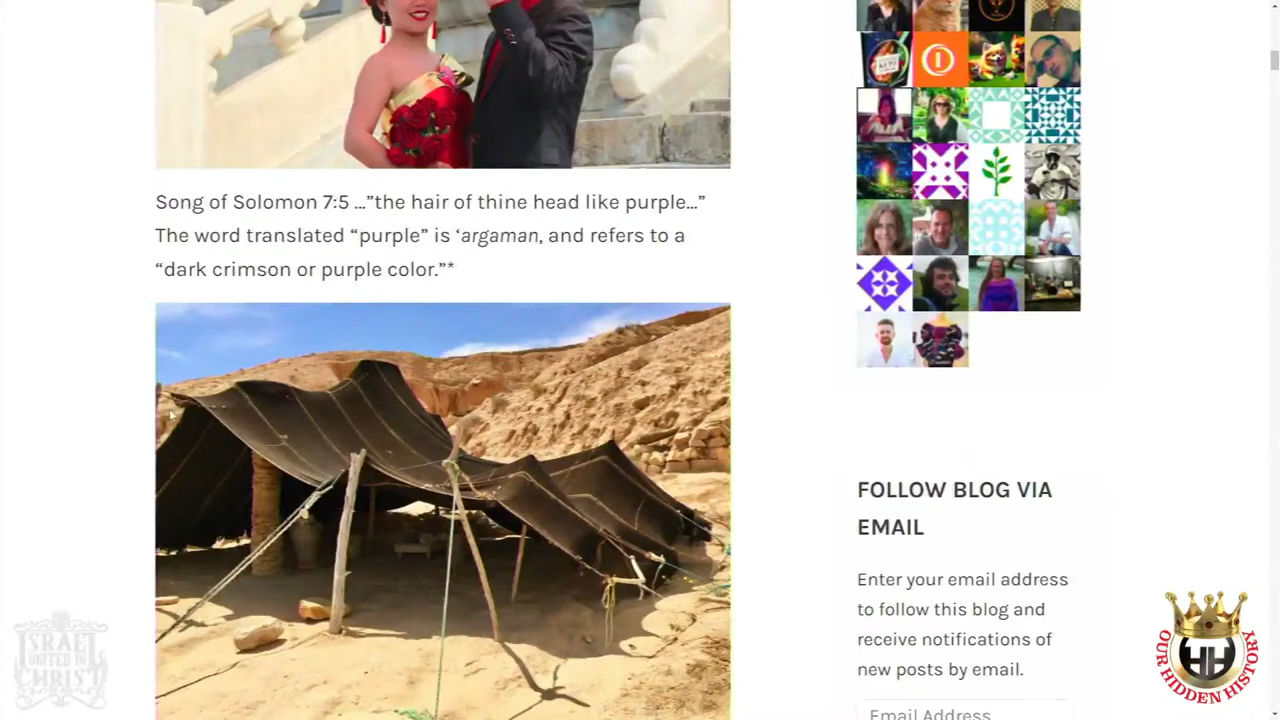 Song of Solomon 7:5 …”the hair of thine head like purple…”
The word translated “purple” is ‘argaman, and refers to a
“dark crimson or purple color.”*
FOLLOW BLOG VIA
EMAIL
Enter your email address
to follow this blog and
receive notifications of
new posts by email.
Email Address
ISRAEL
UNITED IN
CHRIST
OUR HIDDEN HISTORY
HH